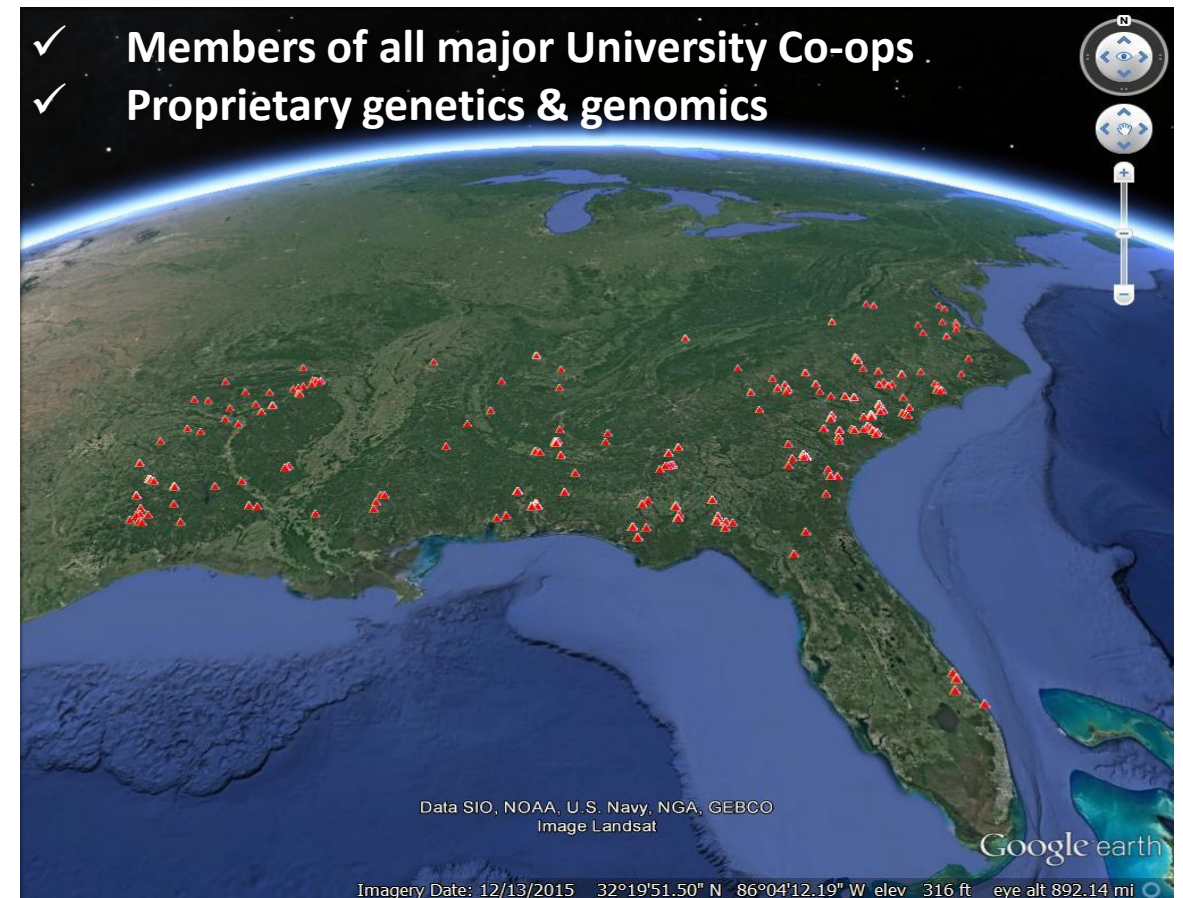 ✓ Members of all major University Co-ops
✓ Proprietary genetics & genomics
N
Data SIO, NOAA, U.S. Navy, NGA, GEBCO
Image Landsat
Google earth
Imagery Date: 12/13/2015 32°19'51.50" N 86°04'12.19" W elev 316 ft eye alt 892.14 mi